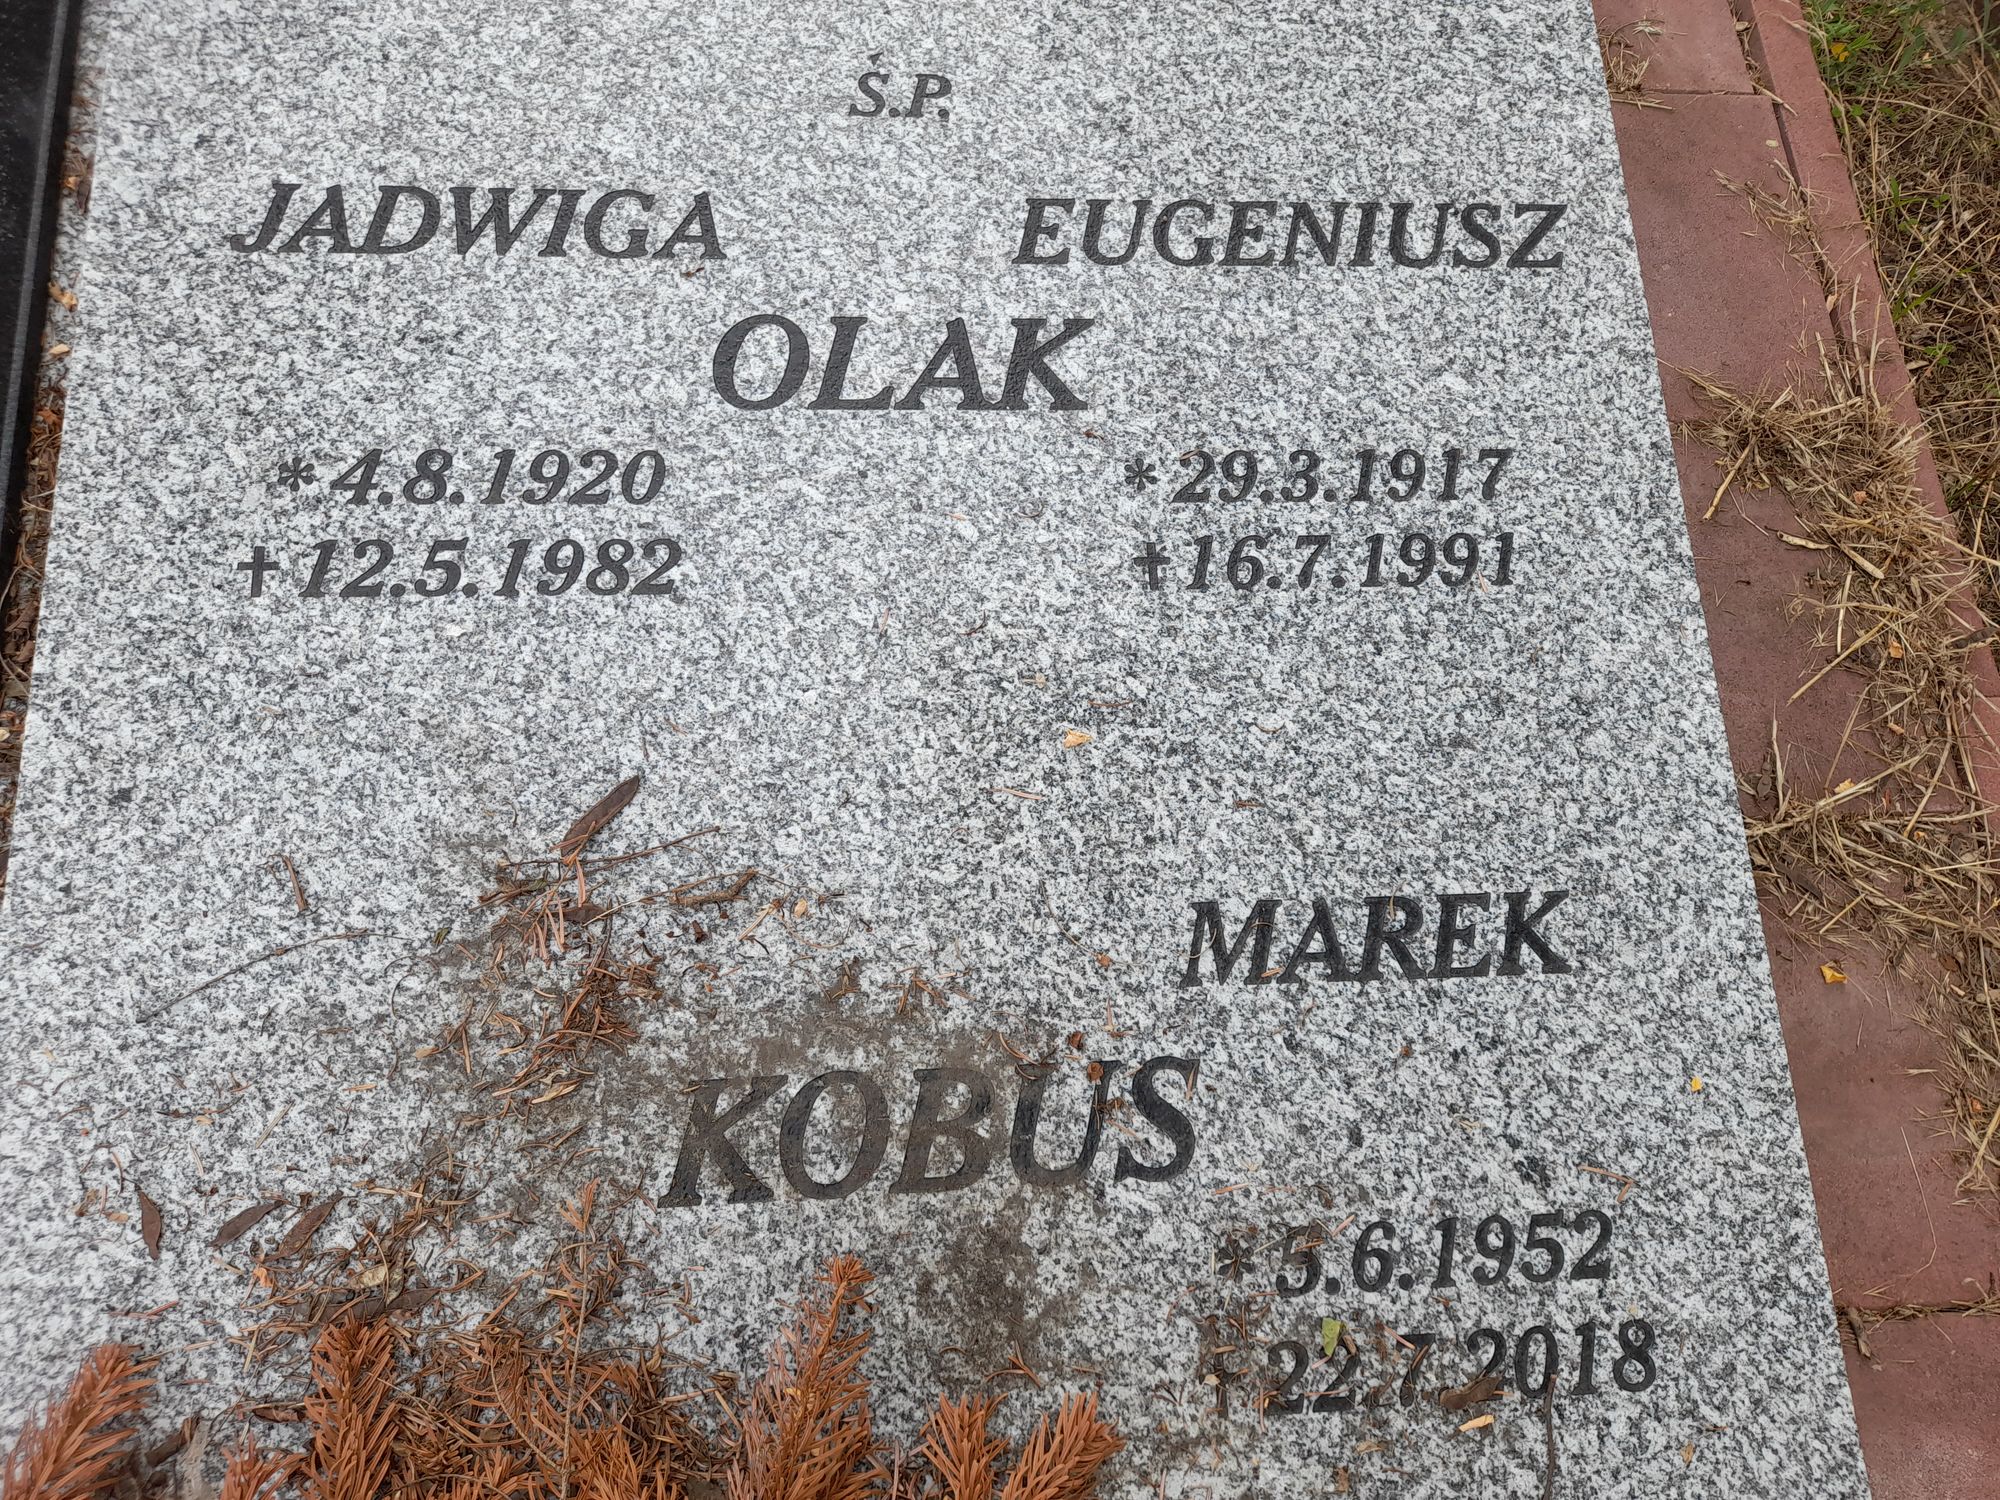 Ś.P.
JADWIGA EUGENIUSZ
OLAK
* 4.8.1920 * 29.3.1917
† 12.5.1982 † 16.7.1991
MAREK
KOBUS
* 5.6.1952
† 22.7.2018